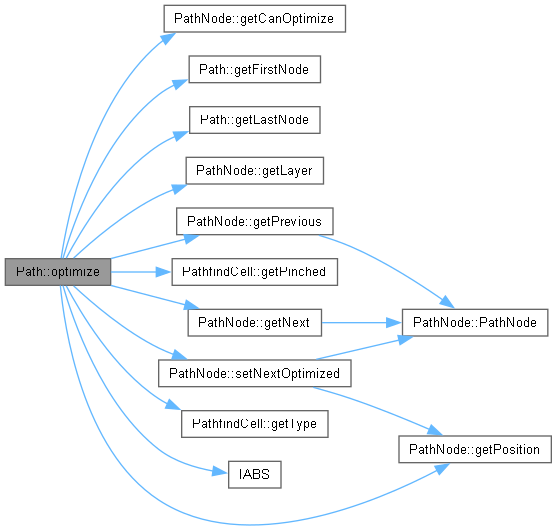 PathNode::getCanOptimize
Path::getFirstNode
Path::getLastNode
PathNode::getLayer
PathNode::getPrevious
Path::optimize
PathfindCell::getPinched
PathNode::getNext
PathNode::PathNode
PathNode::setNextOptimized
PathfindCell::getType
PathNode::getPosition
IABS